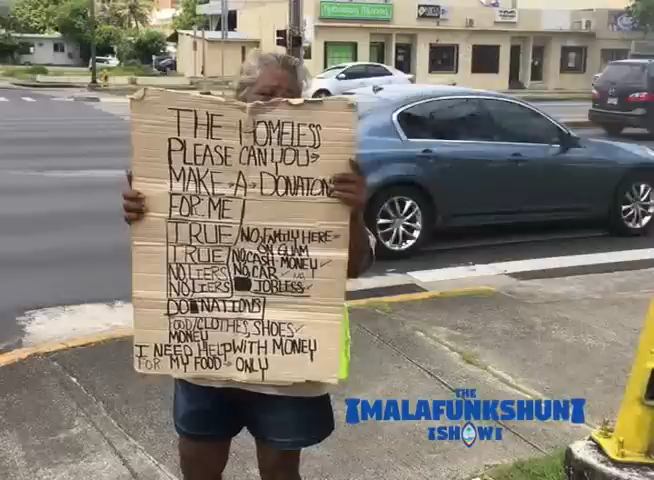 THE HOMELESS
PLEASE CAN YOU
MAKE A DONATON
FOR ME
TRUE
TRUE
NO LIERS
NO LIERS
NO FAMILY HERE
ON GUAM
NO CASH MONEY
NO CAR
JOBLESS
DONATIONS
FOOD/CLOTHES, SHOES
MONEY
I NEED HELP WITH MONEY
FOR MY FOOD ONLY
THE
MALAFUNKSHUN
SHOW